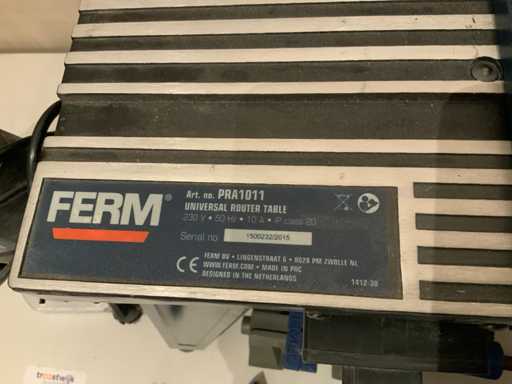 FERM
Art. no. PRA1011
UNIVERSAL ROUTER TABLE
230 V • 50 Hz • 10 A • IP class 20
Serial no
1500232/2015
CE
FERM BV • LINGENSTRAAT 6 • 8028 PM ZWOLLE NL
WWW.FERM.COM • MADE IN PRC
DESIGNED IN THE NETHERLANDS
1412-30
troostwijk